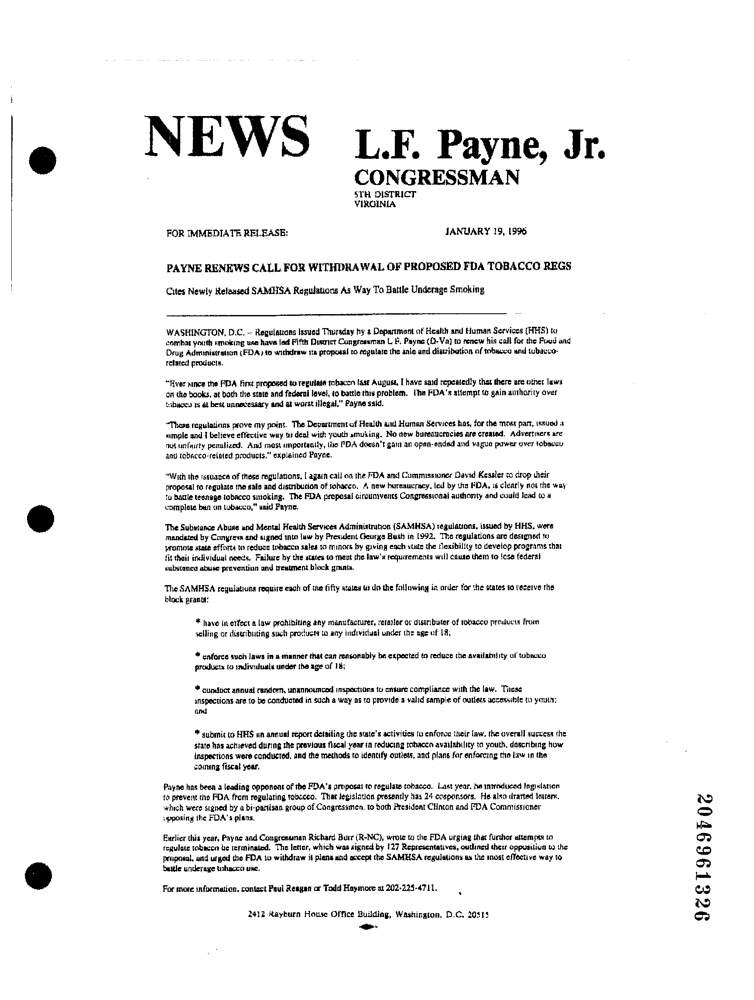 NEWS
L.F. Payne, Jr.
CONGRESSMAN
5TH DISTRICT
VIRGINIA
FOR IMMEDIATE RELEASE:
JANUARY 19, 1996
PAYNE RENEWS CALL FOR WITHDRAWAL OF PROPOSED FDA TOBACCO REGS
Cites Newly Released SAMHSA Regulations As Way To Battle Underage Smoking
WASHINGTON, D.C. -- Regulations issued Thursday by a Department of Health and Human Services (HHS) to
combat youth smoking use have led Fifth District Congressman L.F. Payne (D-Va) to renew his call for the Food and
Drug Administration (FDA) to withdraw its proposal to regulate the sale and distribution of tobacco and tobacco-
related products.
"Ever since the FDA first proposed to regulate tobacco last August, I have said repeatedly that there are other laws
on the books, at both the state and federal level, to battle this problem. The FDA's attempt to gain authority over
tobacco is at best unnecessary and at worst illegal," Payne said.
"These regulations prove my point. The Department of Health and Human Services has, for the most part, issued a
simple and I believe effective way to deal with youth smoking. No new bureaucracies are created. Advertisers are
not unfairly penalized. And most importantly, the FDA doesn't gain an open-ended and vague power over tobacco
and tobacco-related products," explained Payne.
"With the issuance of these regulations, I again call on the FDA and Commissioner David Kessler to drop their
proposal to regulate the sale and distribution of tobacco. A new bureaucracy, led by the FDA, is clearly not the way
to battle teenage tobacco smoking. The FDA proposal circumvents Congressional authority and could lead to a
complete ban on tobacco," said Payne.
The Substance Abuse and Mental Health Services Administration (SAMHSA) regulations, issued by HHS, were
mandated by Congress and signed into law by President George Bush in 1992. The regulations are designed to
promote state efforts to reduce tobacco sales to minors by giving each state the flexibility to develop programs that
fit their individual needs. Failure by the states to meet the law's requirements will cause them to lose federal
substance abuse prevention and treatment block grants.
The SAMHSA regulations require each of the fifty states to do the following in order for the states to receive the
block grants:
* have in effect a law prohibiting any manufacturer, retailer or distributer of tobacco products from
selling or distributing such products to any individual under the age of 18;
* enforce such laws in a manner that can reasonably be expected to reduce the availability of tobacco
products to individuals under the age of 18;
* conduct annual random, unannounced inspections to ensure compliance with the law. These
inspections are to be conducted in such a way as to provide a valid sample of outlets accessible to youth;
and
* submit to HHS an annual report detailing the state's activities to enforce their law, the overall success the
state has achieved during the previous fiscal year in reducing tobacco availability to youth, describing how
inspections were conducted, and the methods to identify outlets, and plans for enforcing the law in the
coming fiscal year.
Payne has been a leading opponent of the FDA's proposal to regulate tobacco. Last year, he introduced legislation
to prevent the FDA from regulating tobacco. That legislation presently has 24 cosponsors. He also drafted letters,
which were signed by a bi-partisan group of Congressmen, to both President Clinton and FDA Commissioner
opposing the FDA's plans.
Earlier this year, Payne and Congressman Richard Burr (R-NC), wrote to the FDA urging that further attempts to
regulate tobacco be terminated. The letter, which was signed by 127 Representatives, outlined their opposition to the
proposal, and urged the FDA to withdraw it plans and accept the SAMHSA regulations as the most effective way to
battle underage tobacco use.
For more information, contact Paul Reagan or Todd Haymore at 202-225-4711.
2412 Rayburn House Office Building, Washington, D.C. 20515
2046961326